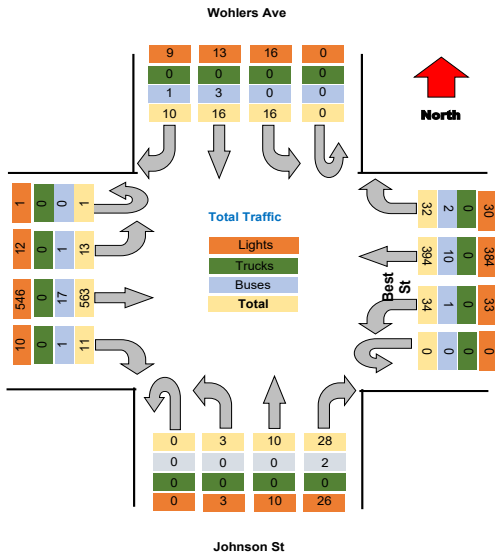 Wohlers Ave
9 13 16 0
0 0 0 0
1 3 0 0
10 16 16 0
North
1 0 0 1
12 0 1 13
546 0 17 563
10 0 1 11
Total Traffic
Lights
Trucks
Buses
Total
32 2 0 30
394 10 0 384
34 1 0 33
0 0 0 0
Best
St
0 3 10 28
0 0 0 2
0 0 0 0
0 3 10 26
Johnson St